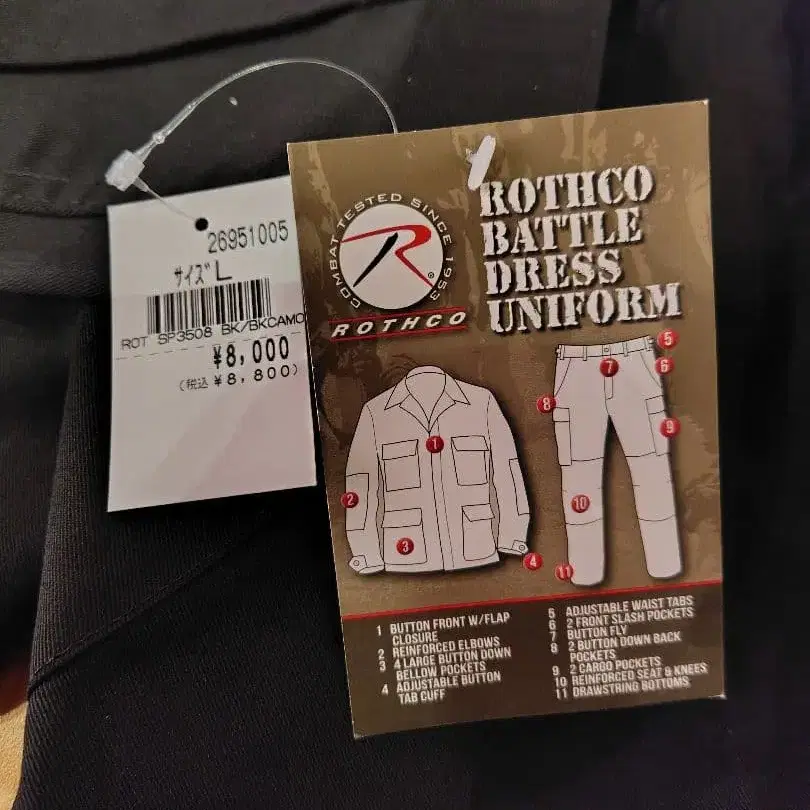 26951005
サイズ L
ROT SP3508 BK/BKCAMO
¥8,000
(税込 ¥8,800)
COMBAT TESTED SINCE 1953
R
®
ROTHCO
ROTHCO
BATTLE
DRESS
UNIFORM
1
2
3
4
5
6
7
8
9
10
11
1 BUTTON FRONT W/FLAP
CLOSURE
2 REINFORCED ELBOWS
3 4 LARGE BUTTON DOWN
BELLOW POCKETS
4 ADJUSTABLE BUTTON
TAB CUFF
5 ADJUSTABLE WAIST TABS
6 2 FRONT SLASH POCKETS
7 BUTTON FLY
8 2 BUTTON DOWN BACK
POCKETS
9 2 CARGO POCKETS
10 REINFORCED SEAT & KNEES
11 DRAWSTRING BOTTOMS